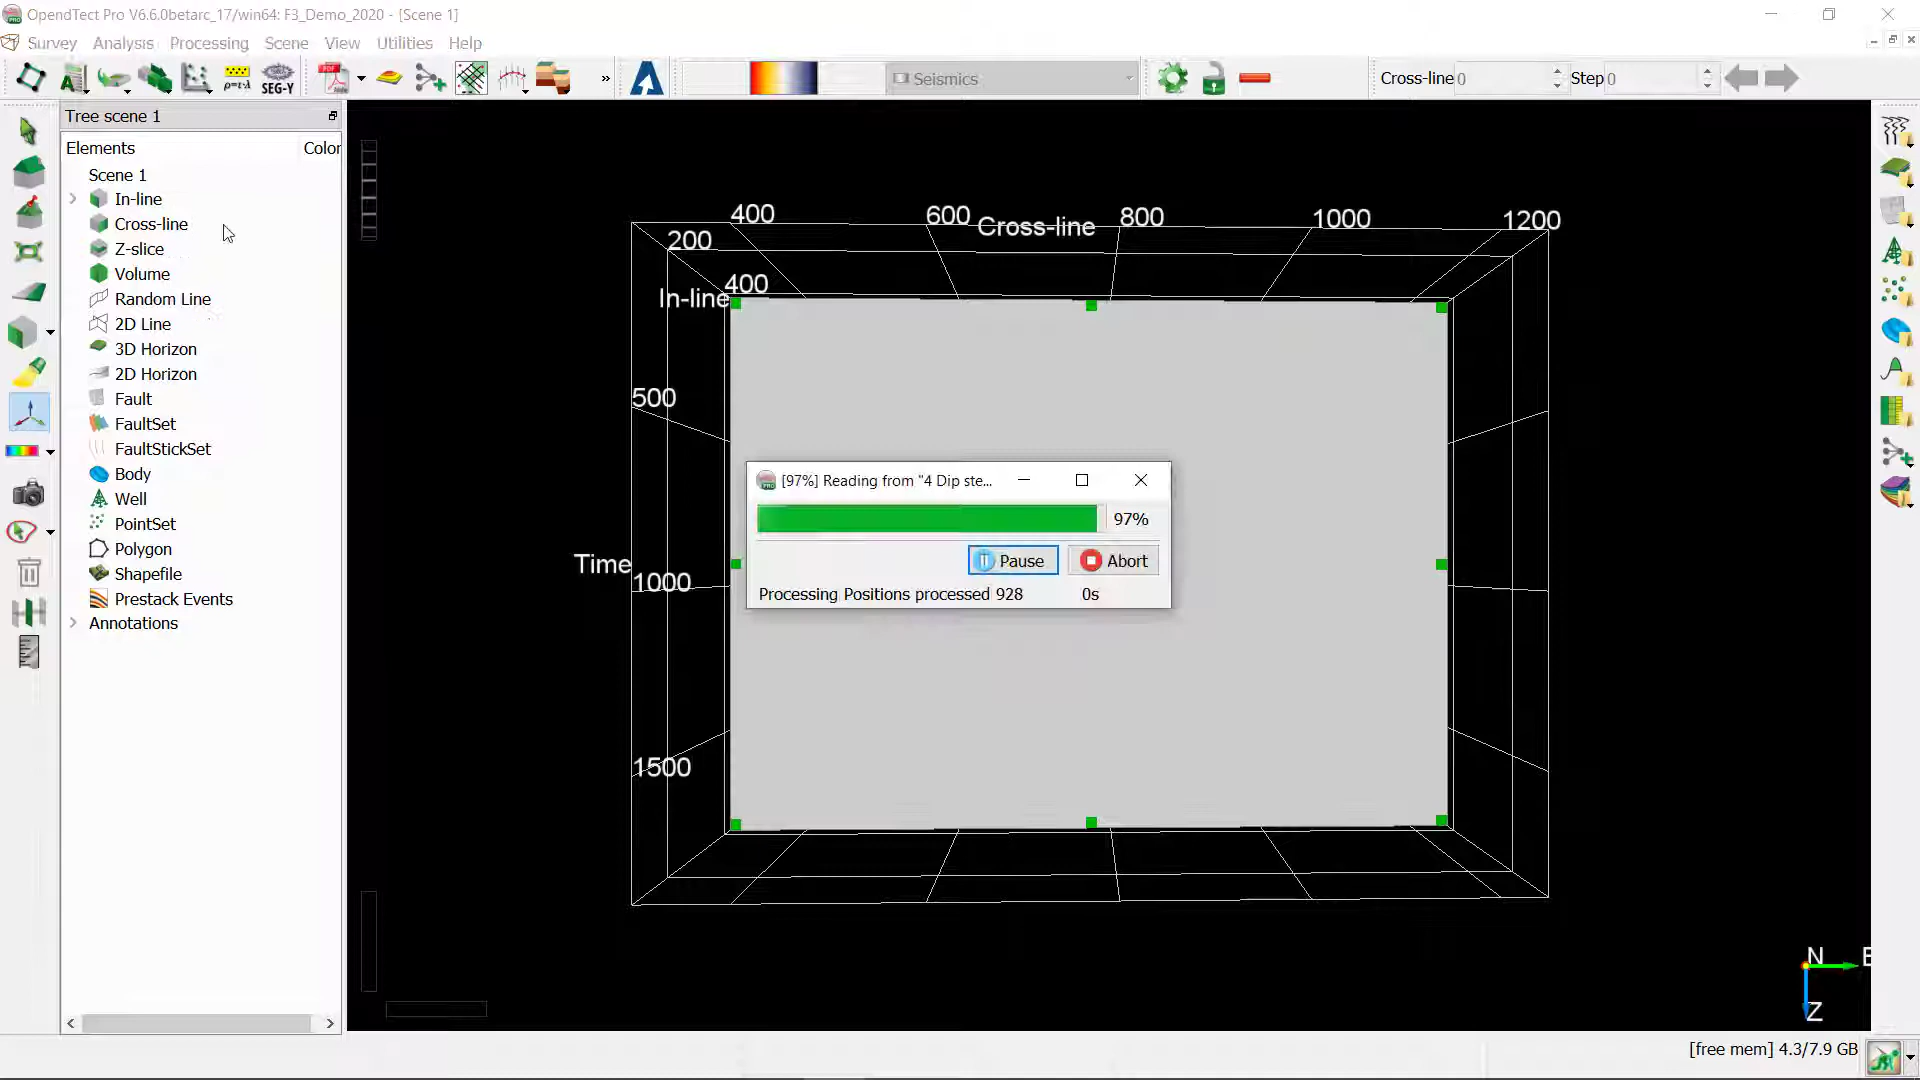 OpendTect Pro V6.6.0betarc_17/win64: F3_Demo_2020 - [Scene 1]
Survey Analysis Processing Scene View Utilities Help
PDF
ρ=ι·λ
SEG-Y
»
Seismics
Cross-line 0
Step 0
Tree scene 1
Elements Color
Scene 1
In-line
Cross-line
Z-slice
Volume
Random Line
2D Line
3D Horizon
2D Horizon
Fault
FaultSet
FaultStickSet
Body
Well
PointSet
Polygon
Shapefile
Prestack Events
Annotations
400 600 Cross-line 800 1000 1200
200
400
In-line
500
Time
1000
1500
[97%] Reading from "4 Dip ste...
97%
Pause Abort
Processing Positions processed 928 0s
N E
Z
[free mem] 4.3/7.9 GB